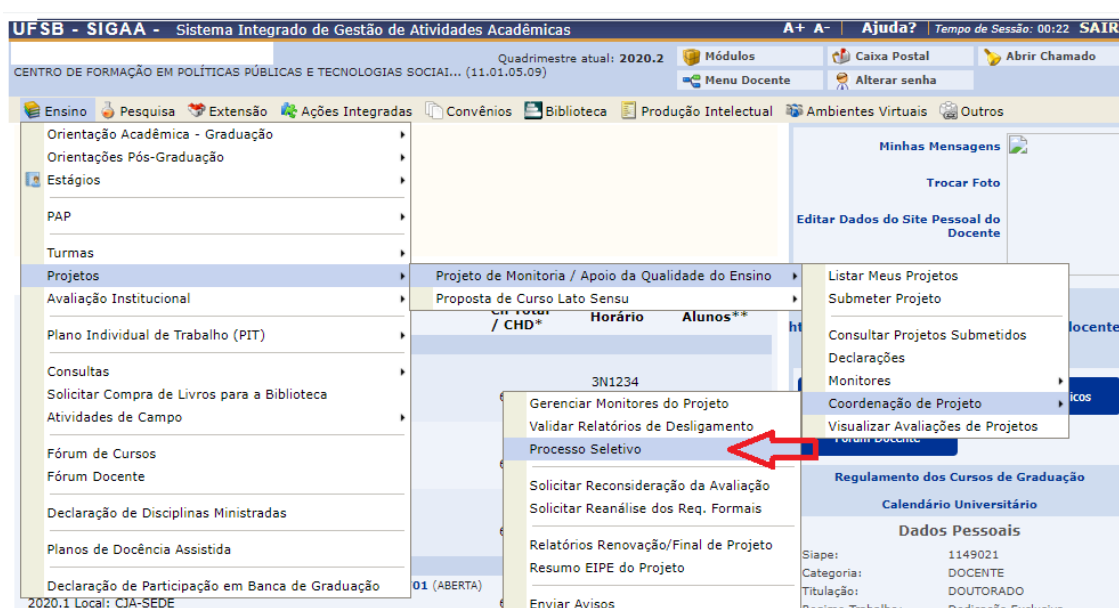 UFSB - SIGAA - Sistema Integrado de Gestão de Atividades Acadêmicas
A+ A- | Ajuda? | Tempo de Sessão: 00:22 SAIR
Quadrimestre atual: 2020.2
CENTRO DE FORMAÇÃO EM POLÍTICAS PÚBLICAS E TECNOLOGIAS SOCIAI... (11.01.05.09)
Módulos
Caixa Postal
Abrir Chamado
Menu Docente
Alterar senha
Ensino Pesquisa Extensão Ações Integradas Convênios Biblioteca Produção Intelectual Ambientes Virtuais Outros
Orientação Acadêmica - Graduação
Orientações Pós-Graduação
Estágios
PAP
Turmas
Projetos
Avaliação Institucional
Plano Individual de Trabalho (PIT)
Consultas
Solicitar Compra de Livros para a Biblioteca
Atividades de Campo
Fórum de Cursos
Fórum Docente
Declaração de Disciplinas Ministradas
Planos de Docência Assistida
Declaração de Participação em Banca de Graduação
2020.1 Local: CJA-SEDE
Projeto de Monitoria / Apoio da Qualidade do Ensino
Proposta de Curso Lato Sensu
/ CHD*
Horário
Alunos**
3N1234
01 (ABERTA)
Listar Meus Projetos
Submeter Projeto
Consultar Projetos Submetidos
Declarações
Monitores
Coordenação de Projeto
Visualizar Avaliações de Projetos
Gerenciar Monitores do Projeto
Validar Relatórios de Desligamento
Processo Seletivo
Solicitar Reconsideração da Avaliação
Solicitar Reanálise dos Req. Formais
Relatórios Renovação/Final de Projeto
Resumo EIPE do Projeto
Enviar Avisos
Minhas Mensagens
Trocar Foto
Editar Dados do Site Pessoal do
Docente
Fórum Docente
Regulamento dos Cursos de Graduação
Calendário Universitário
Dados Pessoais
Siape: 1149021
Categoria: DOCENTE
Titulação: DOUTORADO